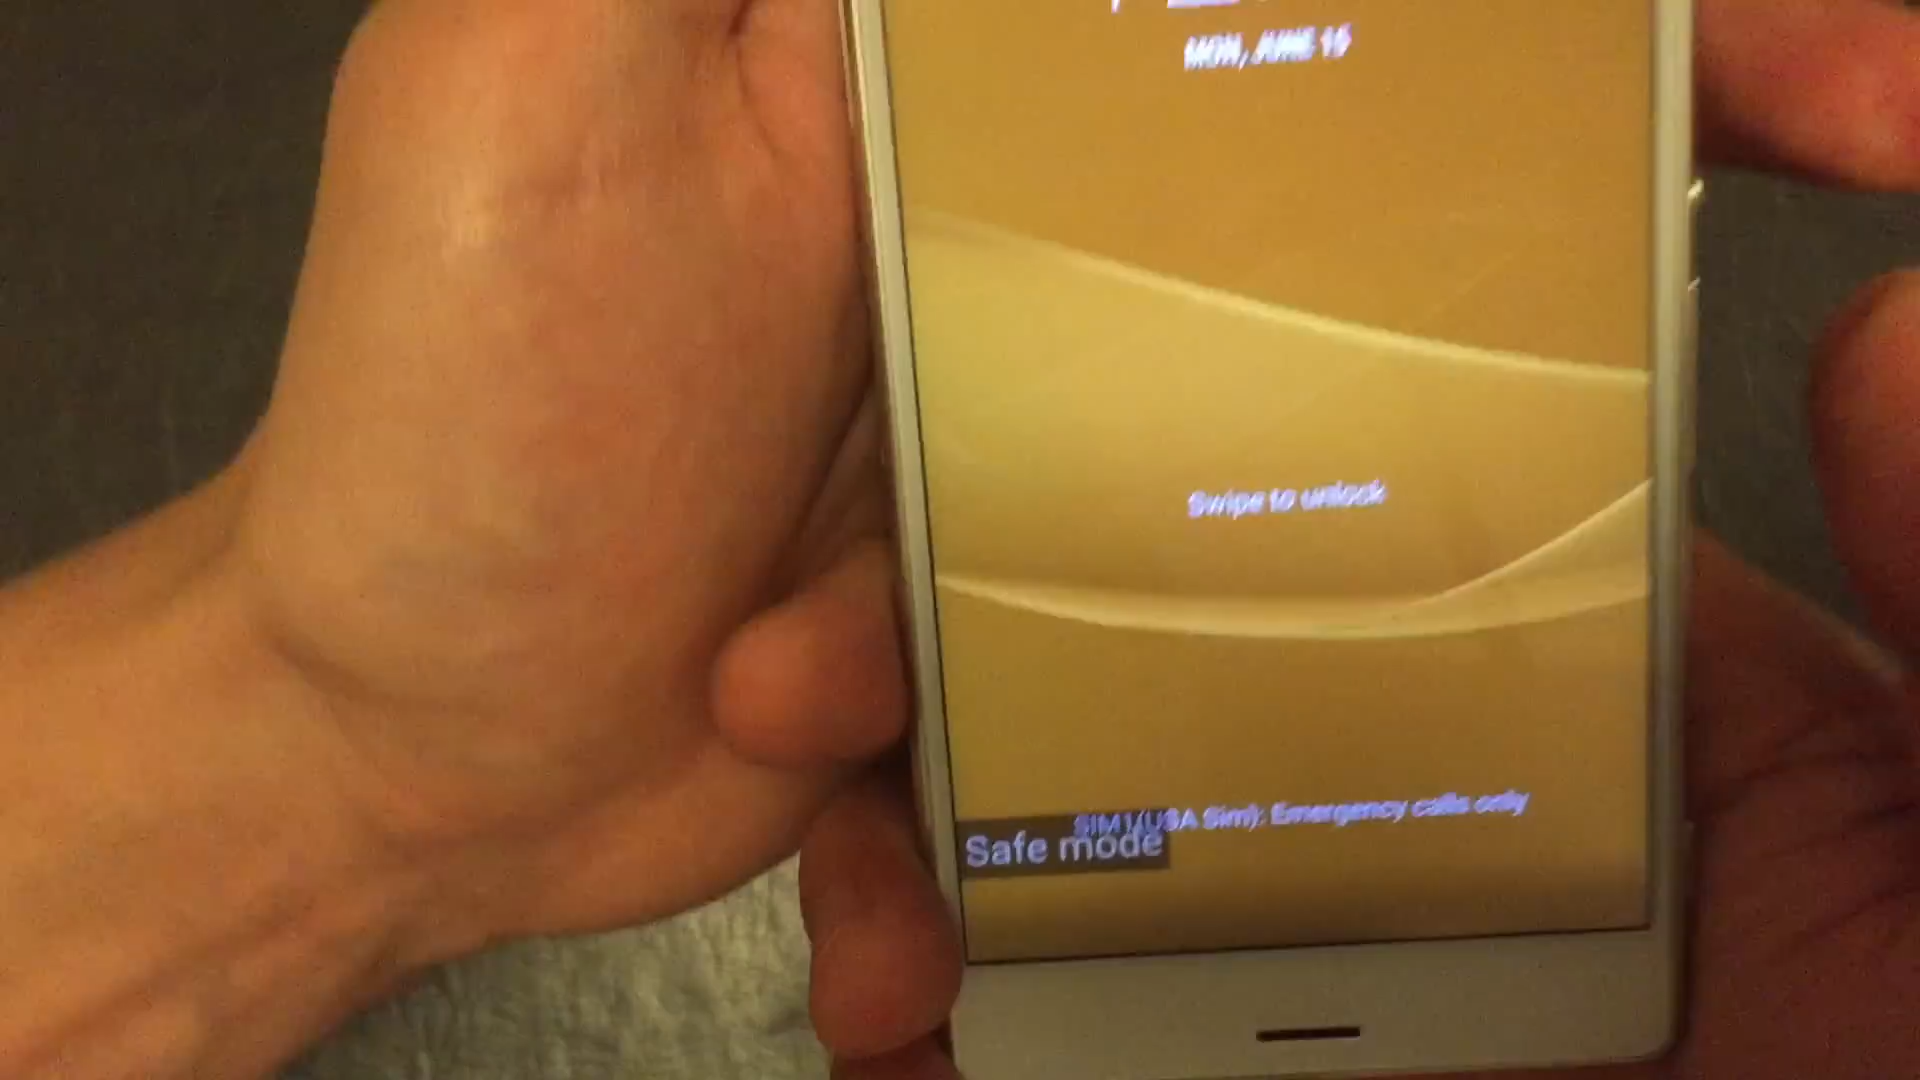 MON, JUNE 15
Swipe to unlock
SIM1(USA Sim): Emergency calls only
Safe mode